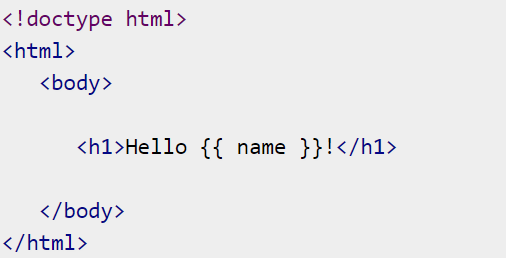 <!doctype html>
<html>
<body>
<h1>Hello {{ name }}!</h1>
</body>
</html>